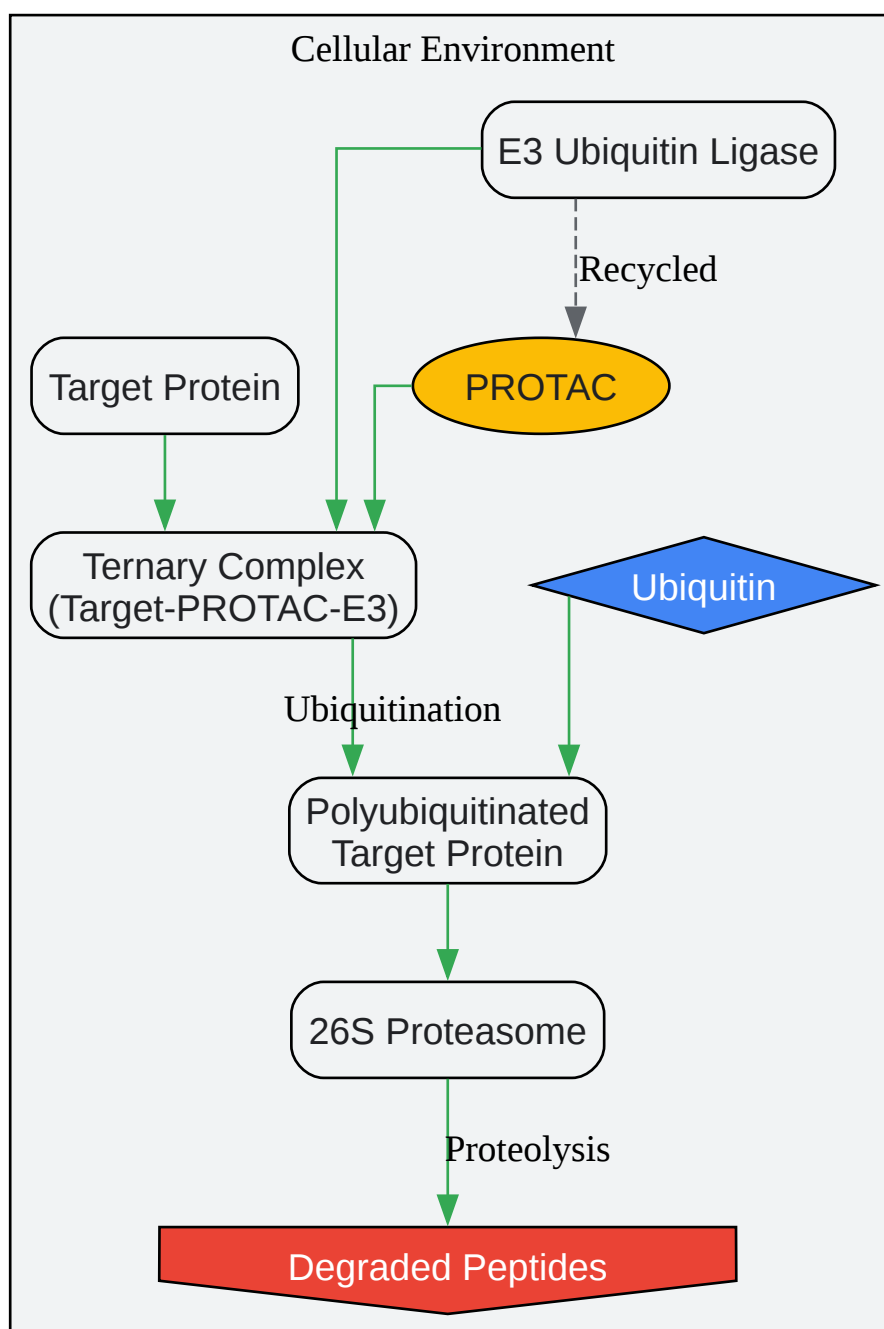 Cellular Environment
E3 Ubiquitin Ligase
Recycled
Target Protein
PROTAC
Ternary Complex
(Target-PROTAC-E3)
Ubiquitin
Ubiquitination
Polyubiquitinated
Target Protein
26S Proteasome
Proteolysis
Degraded Peptides